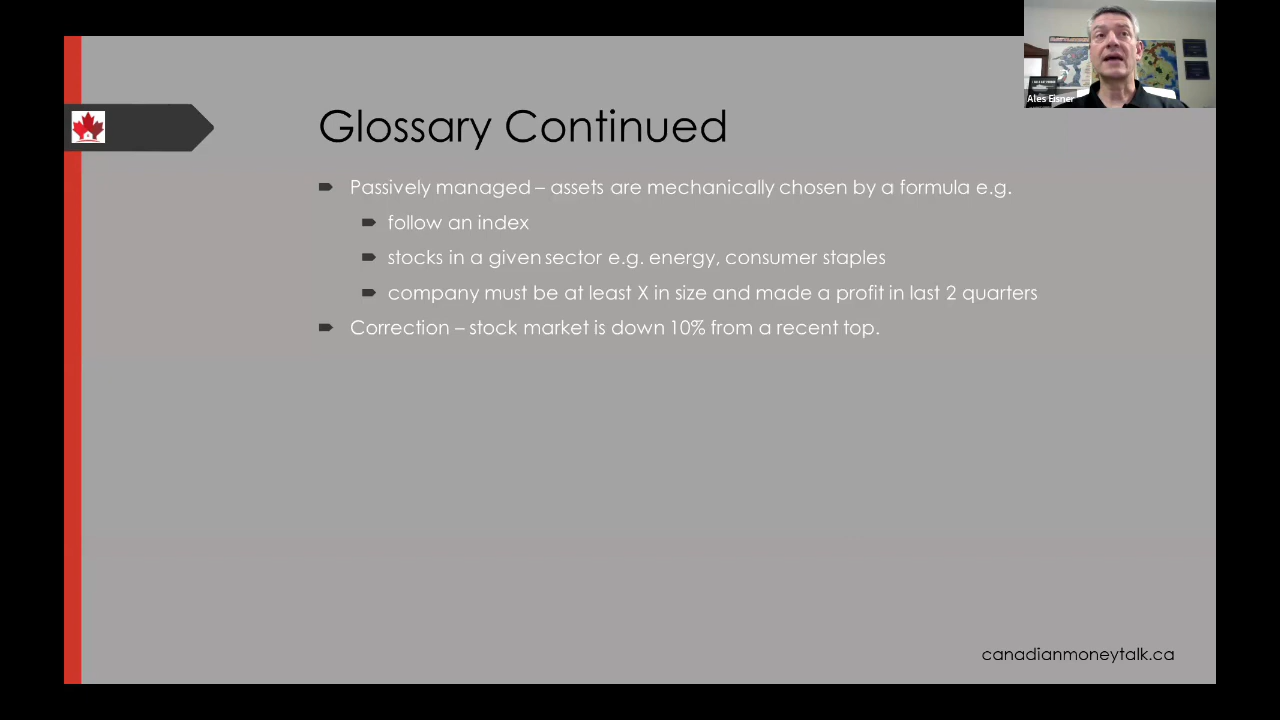 Glossary Continued
Passively managed – assets are mechanically chosen by a formula e.g.
follow an index
stocks in a given sector e.g. energy, consumer staples
company must be at least X in size and made a profit in last 2 quarters
Correction – stock market is down 10% from a recent top.
Ales Eisner
canadianmoneytalk.ca